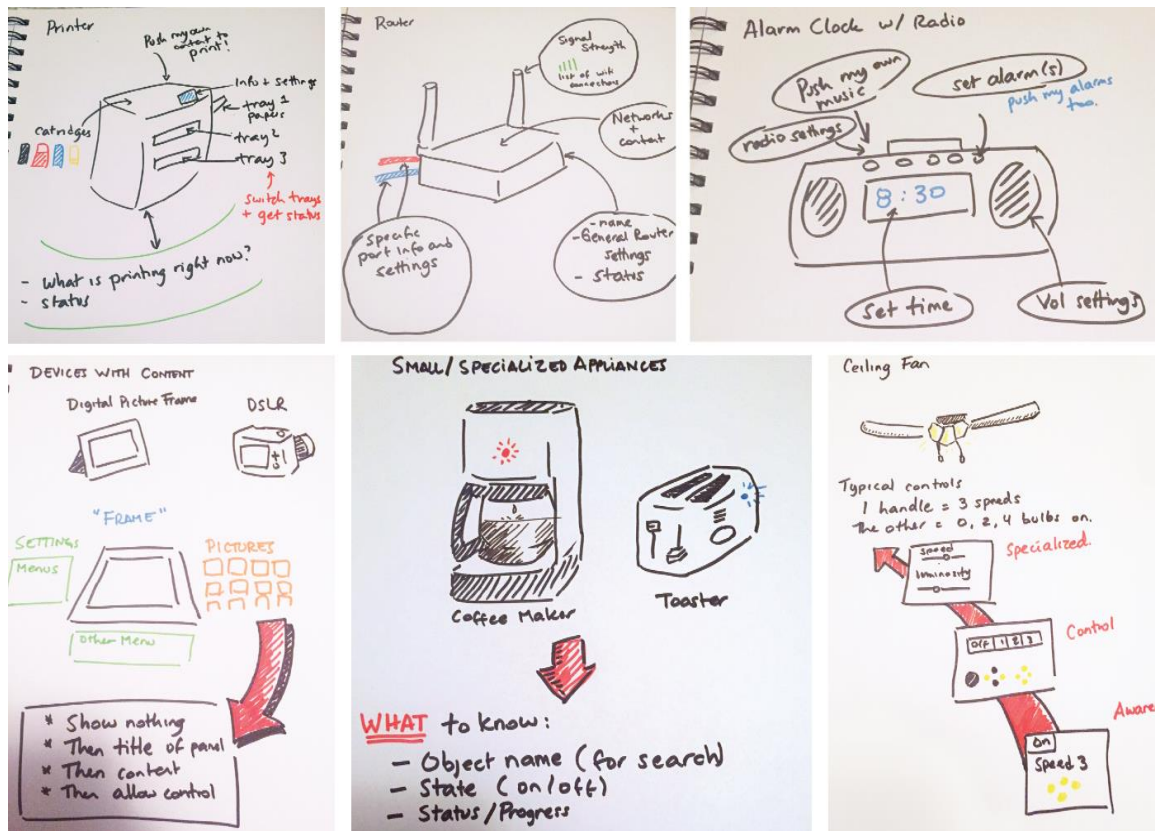 Printer
Push my own
content to
print!
info + settings
tray 1
papers
catridges
tray 2
tray 3
switch trays
+ get status
- What is printing right now?
- status
Router
Signal
Strength
list of wifi
connections
Networks
+
content
Specific
port info and
settings
- name
- General Router
settings
- status
Alarm Clock w/ Radio
Push my own
music
set alarm(s)
push my alarms
too.
radio settings
8:30
set time
Vol settings
DEVICES WITH CONTENT
Digital Picture Frame
DSLR
"FRAME"
SETTINGS
Menus
PICTURES
Other Menu
* Show nothing
* Then title of panel
* Then content
* Then allow control
SMALL/SPECIALIZED APPLIANCES
Coffee Maker
Toaster
WHAT to know:
- Object name (for search)
- State (on/off)
- Status/Progress
Ceiling Fan
Typical controls
1 handle = 3 speeds
The other = 0, 2, 4 bulbs on.
Specialized.
speed
luminosity
Control
OFF 1 2 3
Aware
On
Speed 3